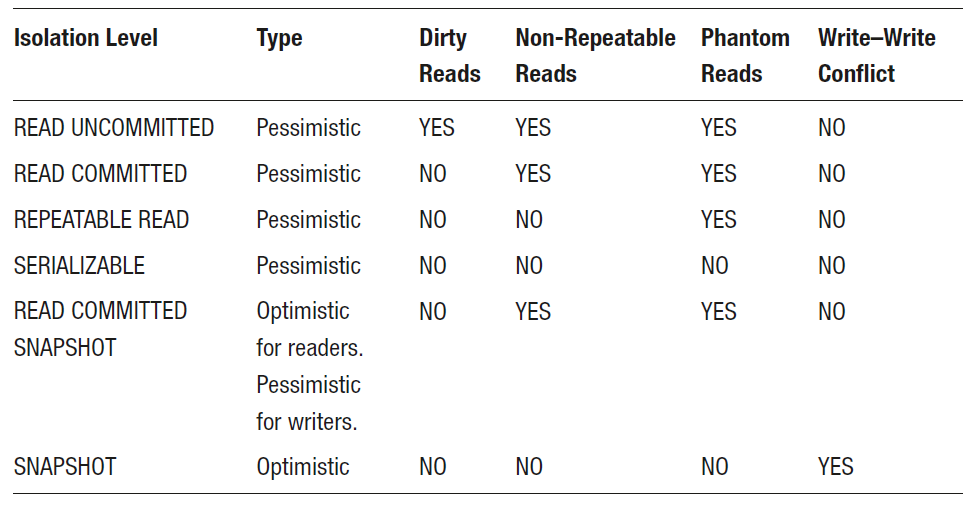 Isolation Level Type Dirty Reads Non-Repeatable Reads Phantom Reads Write–Write Conflict
READ UNCOMMITTED Pessimistic YES YES YES NO
READ COMMITTED Pessimistic NO YES YES NO
REPEATABLE READ Pessimistic NO NO YES NO
SERIALIZABLE Pessimistic NO NO NO NO
READ COMMITTED SNAPSHOT Optimistic for readers. Pessimistic for writers. NO YES YES NO
SNAPSHOT Optimistic NO NO NO YES